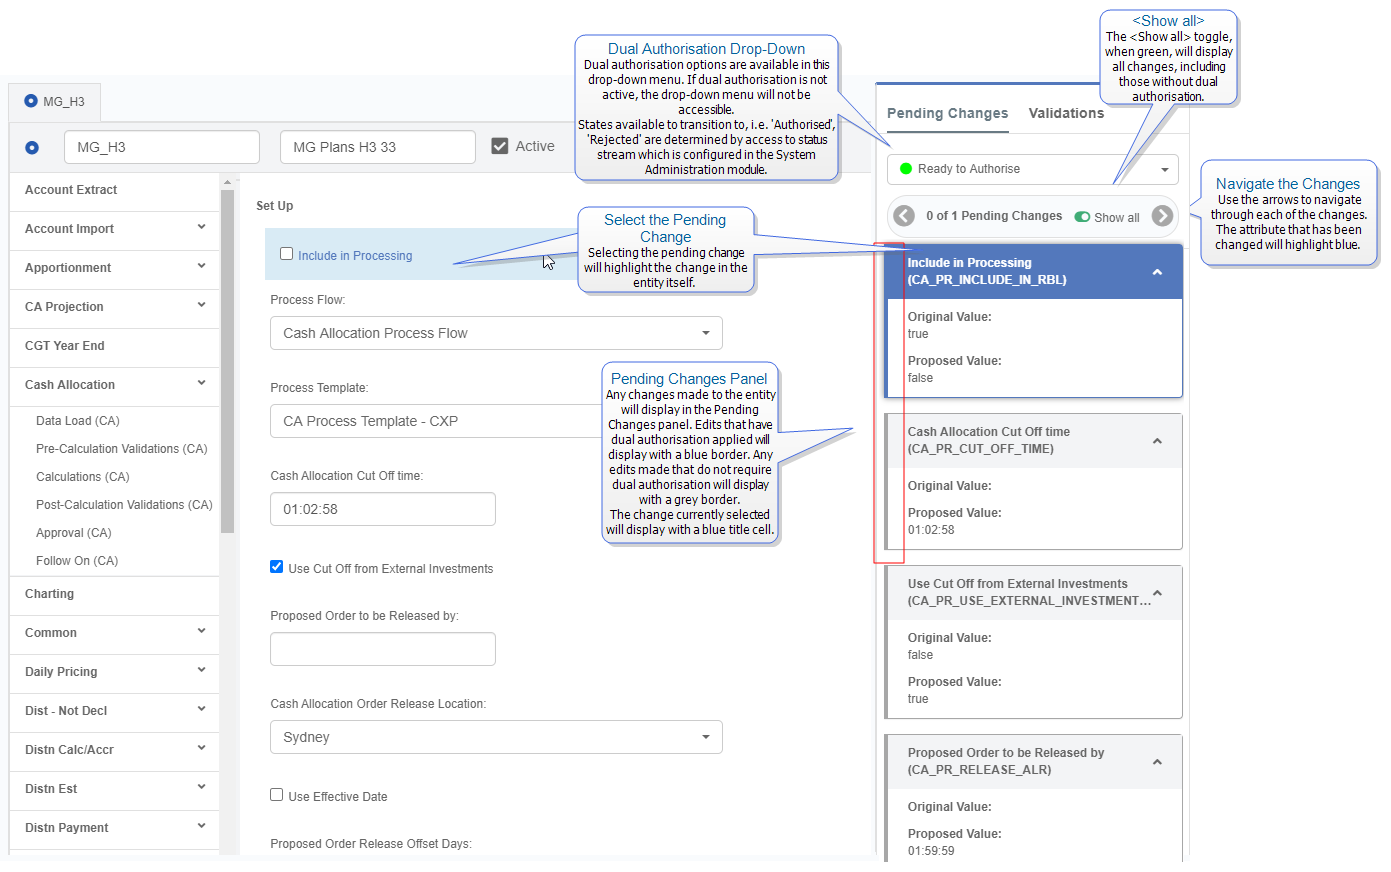 <Show all>
The <Show all> toggle,
when green, will display
all changes, including
those without dual
authorisation.
Dual Authorisation Drop-Down
Dual authorisation options are available in this
drop-down menu. If dual authorisation is not
active, the drop-down menu will not be
accessible.
States available to transition to, i.e. 'Authorised',
'Rejected' are determined by access to status
stream which is configured in the System
Administration module.
MG_H3
MG_H3
MG Plans H3 33
Active
Account Extract
Account Import
Apportionment
CA Projection
CGT Year End
Cash Allocation
Data Load (CA)
Pre-Calculation Validations (CA)
Calculations (CA)
Post-Calculation Validations (CA)
Approval (CA)
Follow On (CA)
Charting
Common
Daily Pricing
Dist - Not Decl
Distn Calc/Accr
Distn Est
Distn Payment
Set Up
Include in Processing
Process Flow:
Cash Allocation Process Flow
Process Template:
CA Process Template - CXP
Cash Allocation Cut Off time:
01:02:58
Use Cut Off from External Investments
Proposed Order to be Released by:
Cash Allocation Order Release Location:
Sydney
Use Effective Date
Proposed Order Release Offset Days:
Select the Pending
Change
Selecting the pending change
will highlight the change in the
entity itself.
Pending Changes Panel
Any changes made to the entity
will display in the Pending
Changes panel. Edits that have
dual authorisation applied will
display with a blue border. Any
edits made that do not require
dual authorisation will display
with a grey border.
The change currently selected
will display with a blue title cell.
Pending Changes
Validations
Ready to Authorise
0 of 1 Pending Changes
Show all
Navigate the Changes
Use the arrows to navigate
through each of the changes.
The attribute that has been
changed will highlight blue.
Include in Processing
(CA_PR_INCLUDE_IN_RBL)
Original Value:
true
Proposed Value:
false
Cash Allocation Cut Off time
(CA_PR_CUT_OFF_TIME)
Original Value:
Proposed Value:
01:02:58
Use Cut Off from External Investments
(CA_PR_USE_EXTERNAL_INVESTMENT...
Original Value:
false
Proposed Value:
true
Proposed Order to be Released by
(CA_PR_RELEASE_ALR)
Original Value:
Proposed Value:
01:59:59